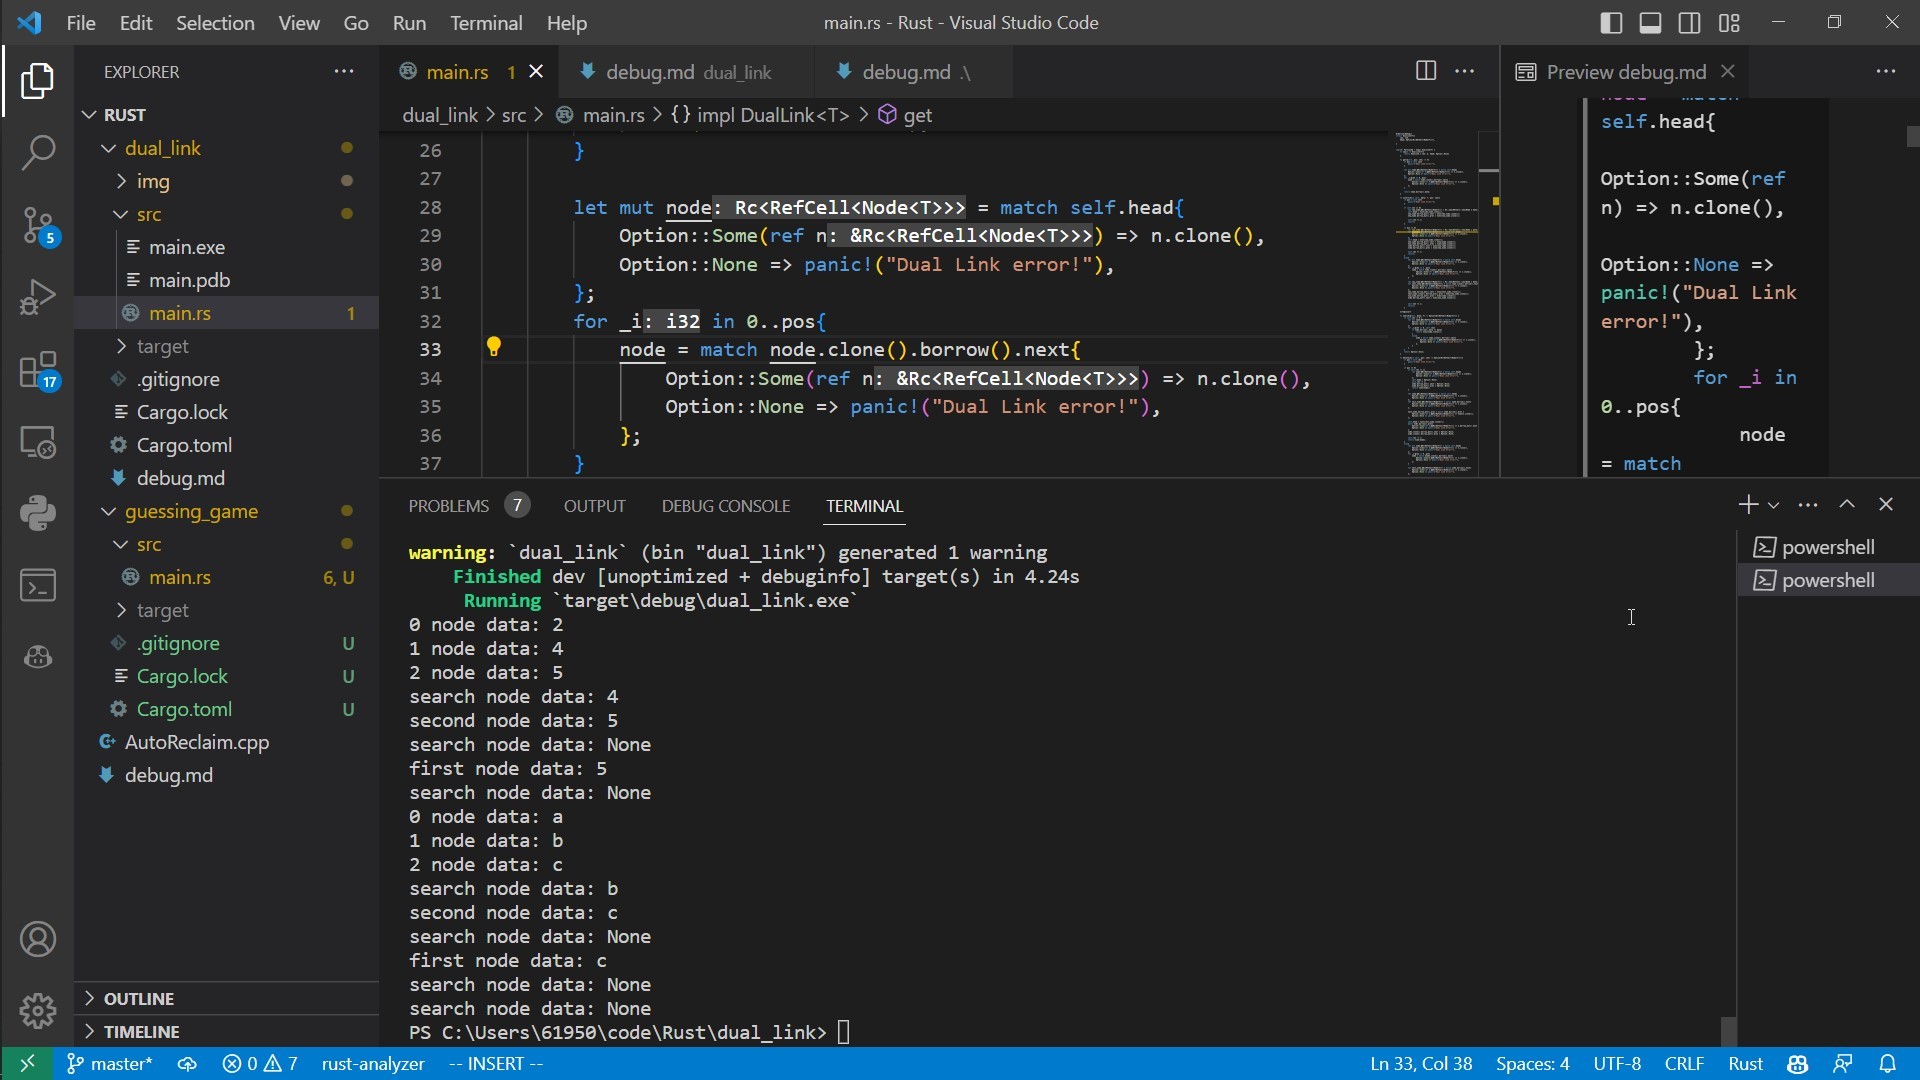 File Edit Selection View Go Run Terminal Help
main.rs - Rust - Visual Studio Code
EXPLORER
RUST
dual_link
img
src
main.exe
main.pdb
main.rs 1
target
.gitignore
Cargo.lock
Cargo.toml
debug.md
guessing_game
src
main.rs 6, U
target
.gitignore U
Cargo.lock U
Cargo.toml U
AutoReclaim.cpp
debug.md
OUTLINE
TIMELINE
5
17
main.rs 1
debug.md dual_link
debug.md .\
dual_link > src > main.rs > {} impl DualLink<T> > get
26 }
27
28 let mut node: Rc<RefCell<Node<T>>> = match self.head{
29 Option::Some(ref n: &Rc<RefCell<Node<T>>>) => n.clone(),
30 Option::None => panic!("Dual Link error!"),
31 };
32 for _i: i32 in 0..pos{
33 node = match node.clone().borrow().next{
34 Option::Some(ref n: &Rc<RefCell<Node<T>>>) => n.clone(),
35 Option::None => panic!("Dual Link error!"),
36 };
37 }
Preview debug.md
self.head{
Option::Some(ref
n) => n.clone(),
Option::None =>
panic!("Dual Link
error!"),
};
for _i in
0..pos{
node
= match
PROBLEMS 7 OUTPUT DEBUG CONSOLE TERMINAL
warning: `dual_link` (bin "dual_link") generated 1 warning
Finished dev [unoptimized + debuginfo] target(s) in 4.24s
Running `target\debug\dual_link.exe`
0 node data: 2
1 node data: 4
2 node data: 5
search node data: 4
second node data: 5
search node data: None
first node data: 5
search node data: None
0 node data: a
1 node data: b
2 node data: c
search node data: b
second node data: c
search node data: None
first node data: c
search node data: None
search node data: None
PS C:\Users\61950\code\Rust\dual_link>
powershell
powershell
master* 0 7 rust-analyzer -- INSERT -- Ln 33, Col 38 Spaces: 4 UTF-8 CRLF Rust